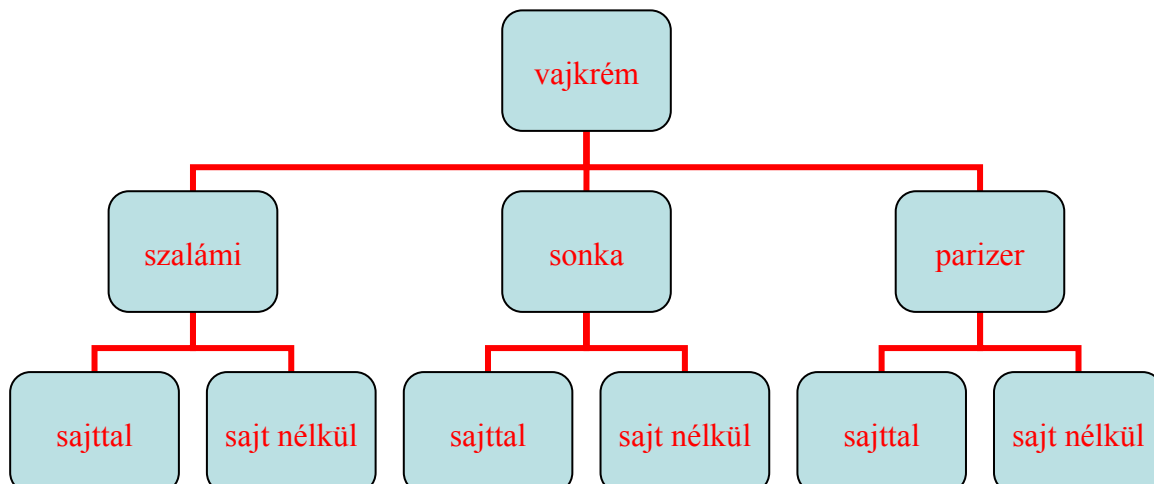 vajkrém
szalámi
sonka
parizer
sajttal
sajt nélkül
sajttal
sajt nélkül
sajttal
sajt nélkül